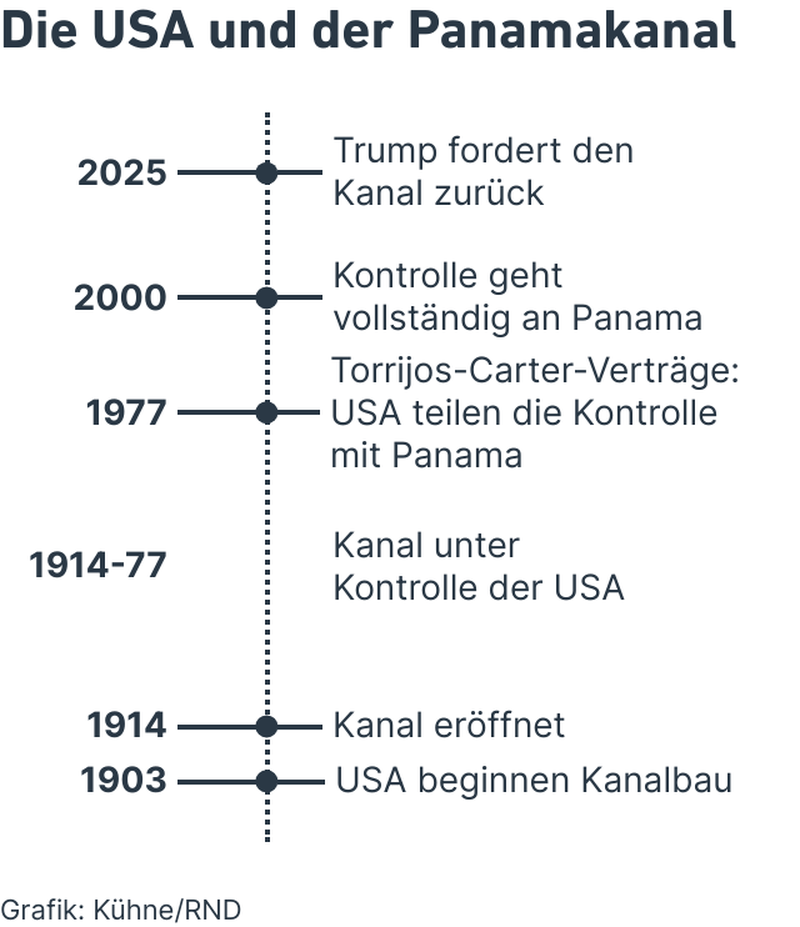 Die USA und der Panamakanal
2025
Trump fordert den
Kanal zurück
2000
Kontrolle geht
vollständig an Panama
1977
Torrijos-Carter-Verträge:
USA teilen die Kontrolle
mit Panama
1914-77
Kanal unter
Kontrolle der USA
1914
Kanal eröffnet
1903
USA beginnen Kanalbau
Grafik: Kühne/RND